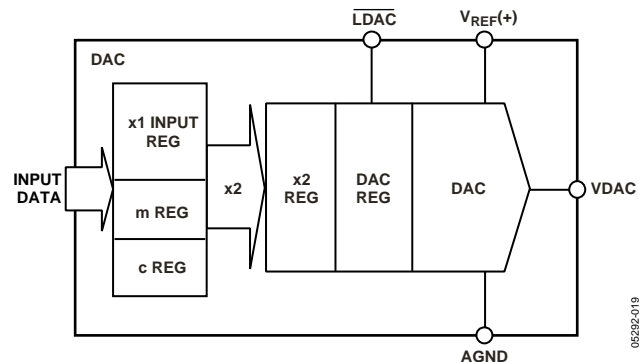 LDAC
VREF(+)
DAC
x1 INPUT
REG
INPUT
DATA
m REG
c REG
x2
x2
REG
DAC
REG
DAC
VDAC
AGND
05292-019